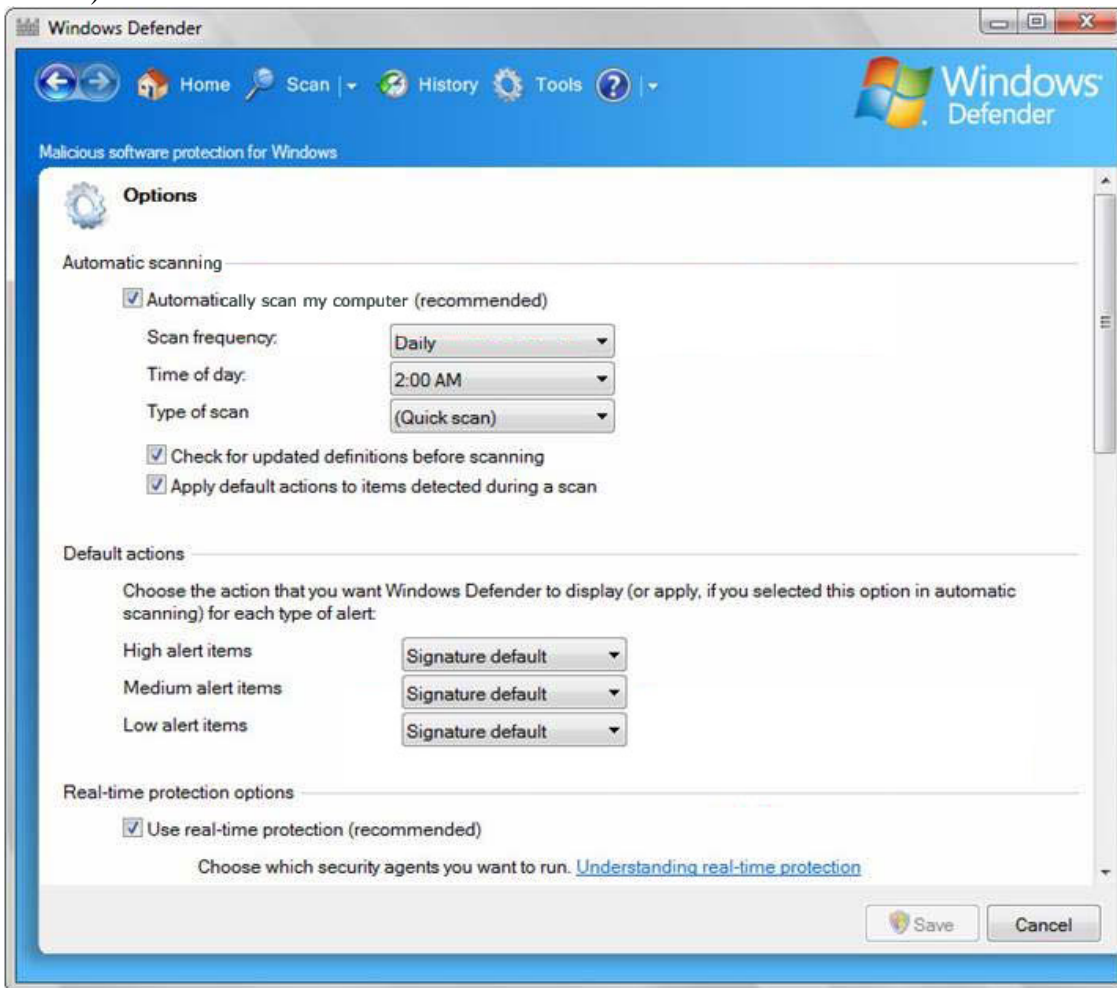 )
Windows Defender
Home Scan History Tools ?
Windows
Defender
Malicious software protection for Windows
Options
Automatic scanning
Automatically scan my computer (recommended)
Scan frequency: Daily
Time of day: 2:00 AM
Type of scan (Quick scan)
Check for updated definitions before scanning
Apply default actions to items detected during a scan
Default actions
Choose the action that you want Windows Defender to display (or apply, if you selected this option in automatic
scanning) for each type of alert:
High alert items Signature default
Medium alert items Signature default
Low alert items Signature default
Real-time protection options
Use real-time protection (recommended)
Choose which security agents you want to run. Understanding real-time protection
Save Cancel